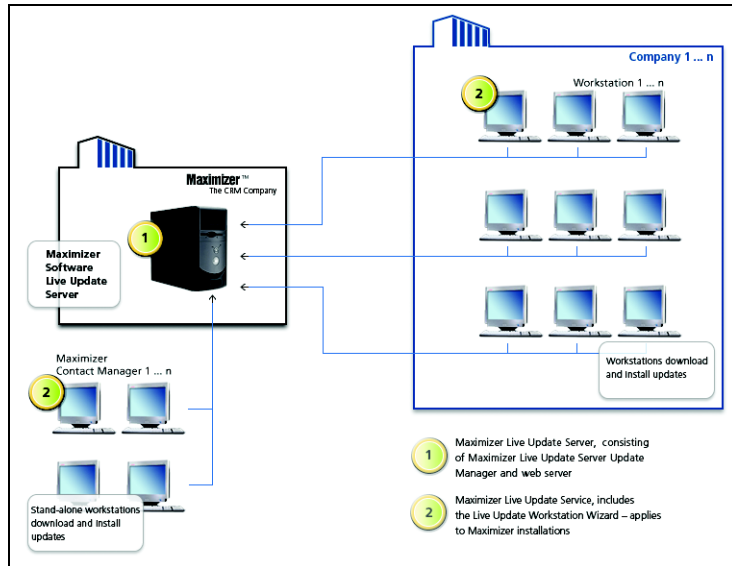 Company 1 ... n
Workstation 1 ... n
2
Maximizer™
The CRM Company
1
Maximizer
Software
Live Update
Server
Workstations download
and install updates
Maximizer
Contact Manager 1 ... n
2
Stand-alone workstations
download and install
updates
1
Maximizer Live Update Server, consisting
of Maximizer Live Update Server Update
Manager and web server
2
Maximizer Live Update Service, includes
the Live Update Workstation Wizard – applies
to Maximizer installations